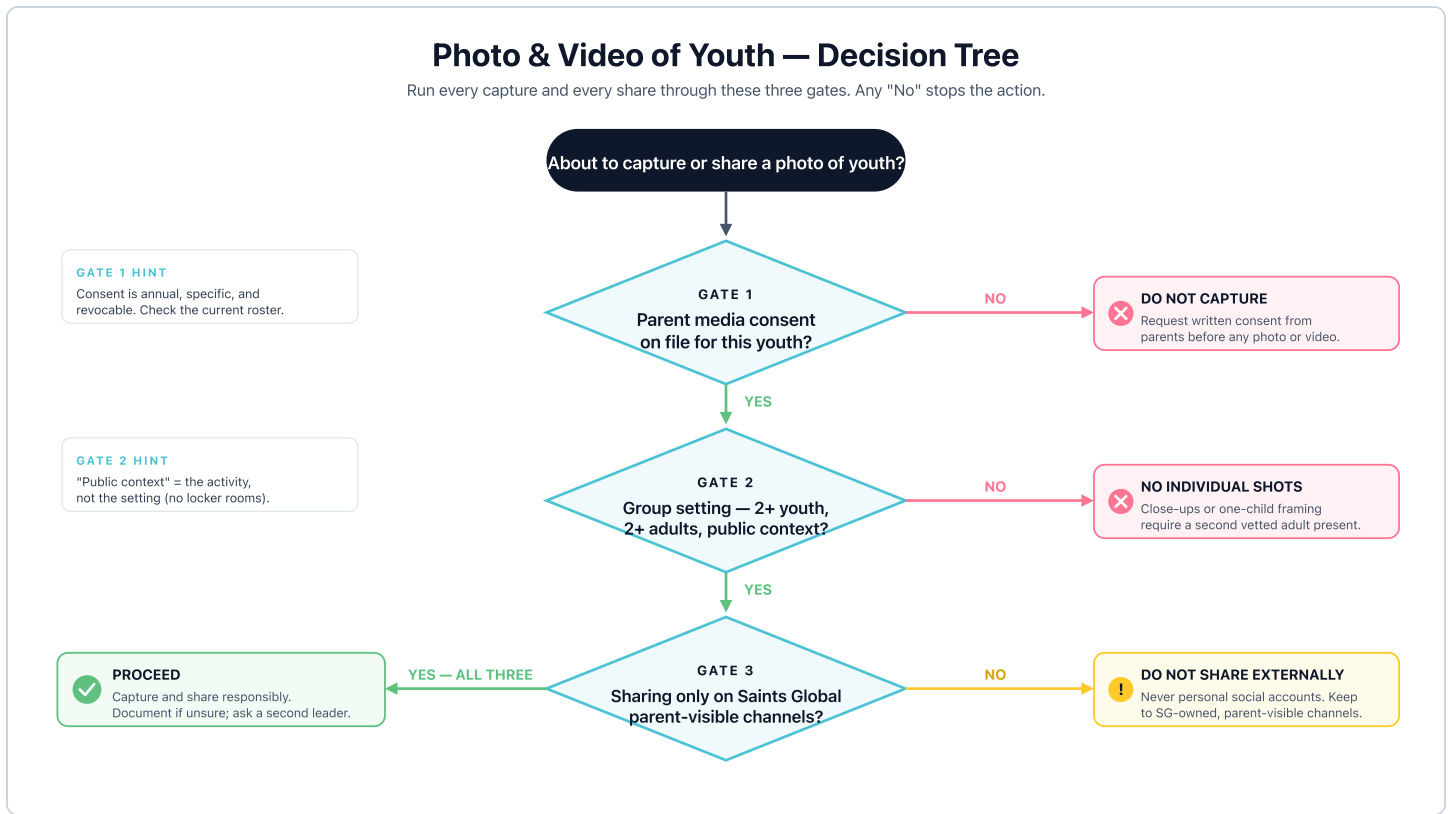 Photo & Video of Youth — Decision Tree
Run every capture and every share through these three gates. Any "No" stops the action.
About to capture or share a photo of youth?
GATE 1 HINT
Consent is annual, specific, and
revocable. Check the current roster.
GATE 1
Parent media consent
on file for this youth?
NO
DO NOT CAPTURE
Request written consent from
parents before any photo or video.
YES
GATE 2 HINT
"Public context" = the activity,
not the setting (no locker rooms).
GATE 2
Group setting — 2+ youth,
2+ adults, public context?
NO
NO INDIVIDUAL SHOTS
Close-ups or one-child framing
require a second vetted adult present.
YES
PROCEED
Capture and share responsibly.
Document if unsure; ask a second leader.
YES — ALL THREE
GATE 3
Sharing only on Saints Global
parent-visible channels?
NO
DO NOT SHARE EXTERNALLY
Never personal social accounts. Keep
to SG-owned, parent-visible channels.